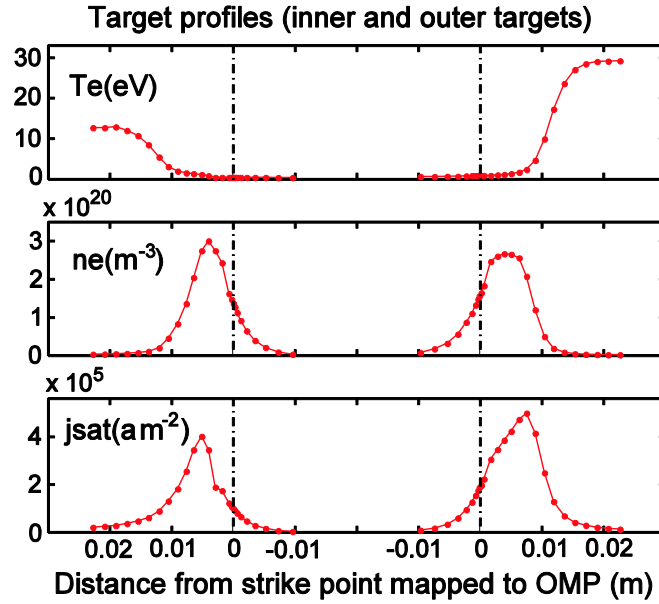 Target profiles (inner and outer targets)
30
20
10
0
Te(eV)
x 10^20
3
2
1
0
ne(m^-3)
x 10^5
4
2
0
jsat(am^-2)
0.02 0.01 0 -0.01 -0.01 0 0.01 0.02
Distance from strike point mapped to OMP (m)